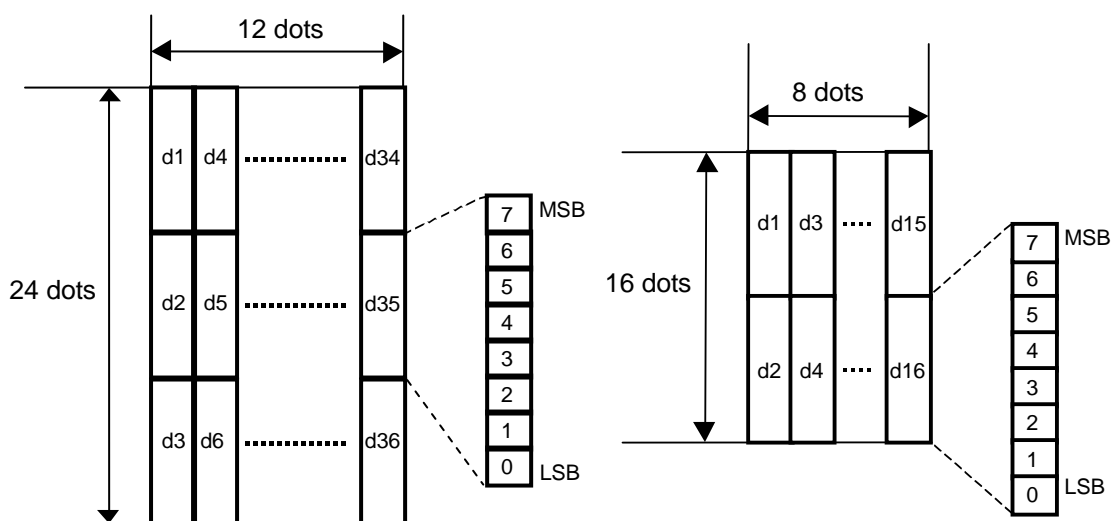 12 dots
24 dots
d1 d4 d34
d2 d5 d35
d3 d6 d36
7 MSB
6
5
4
3
2
1
0 LSB
8 dots
16 dots
d1 d3 d15
d2 d4 d16
7 MSB
6
5
4
3
2
1
0 LSB